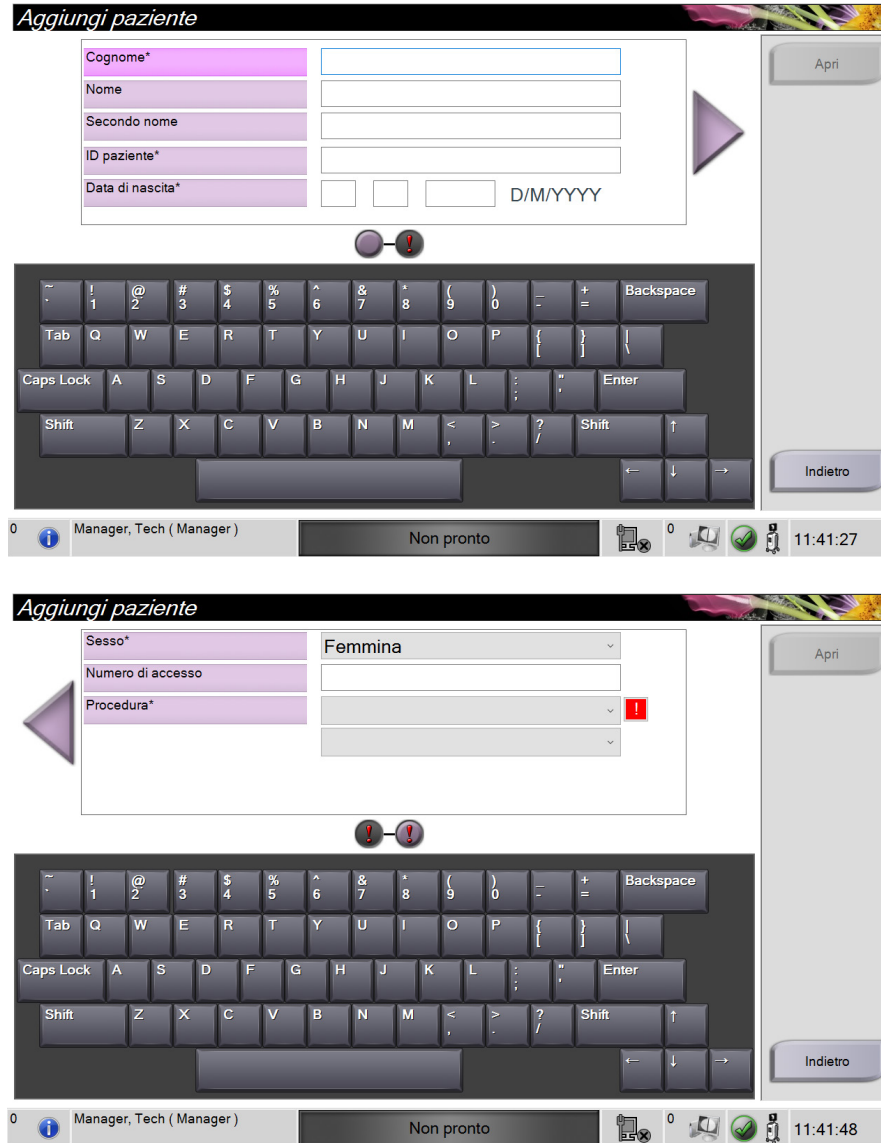 Aggiungi paziente
Cognome*
Apri
Nome
Secondo nome
ID paziente*
Data di nascita* D/M/YYYY
~ ! @ # $ % ^ & * ( ) _ + Backspace
` 1 2 3 4 5 6 7 8 9 0 - =
Tab Q W E R T Y U I O P { } |
[ ] \
Caps Lock A S D F G H J K L : " Enter
; '
Shift Z X C V B N M < > ? Shift ↑
, . /
← ↓ →
Indietro
0 Manager, Tech ( Manager ) Non pronto 0 11:41:27
Aggiungi paziente
Sesso* Femmina
Apri
Numero di accesso
Procedura* !
~ ! @ # $ % ^ & * ( ) _ + Backspace
` 1 2 3 4 5 6 7 8 9 0 - =
Tab Q W E R T Y U I O P { } |
[ ] \
Caps Lock A S D F G H J K L : " Enter
; '
Shift Z X C V B N M < > ? Shift ↑
, . /
← ↓ →
Indietro
0 Manager, Tech ( Manager ) Non pronto 0 11:41:48